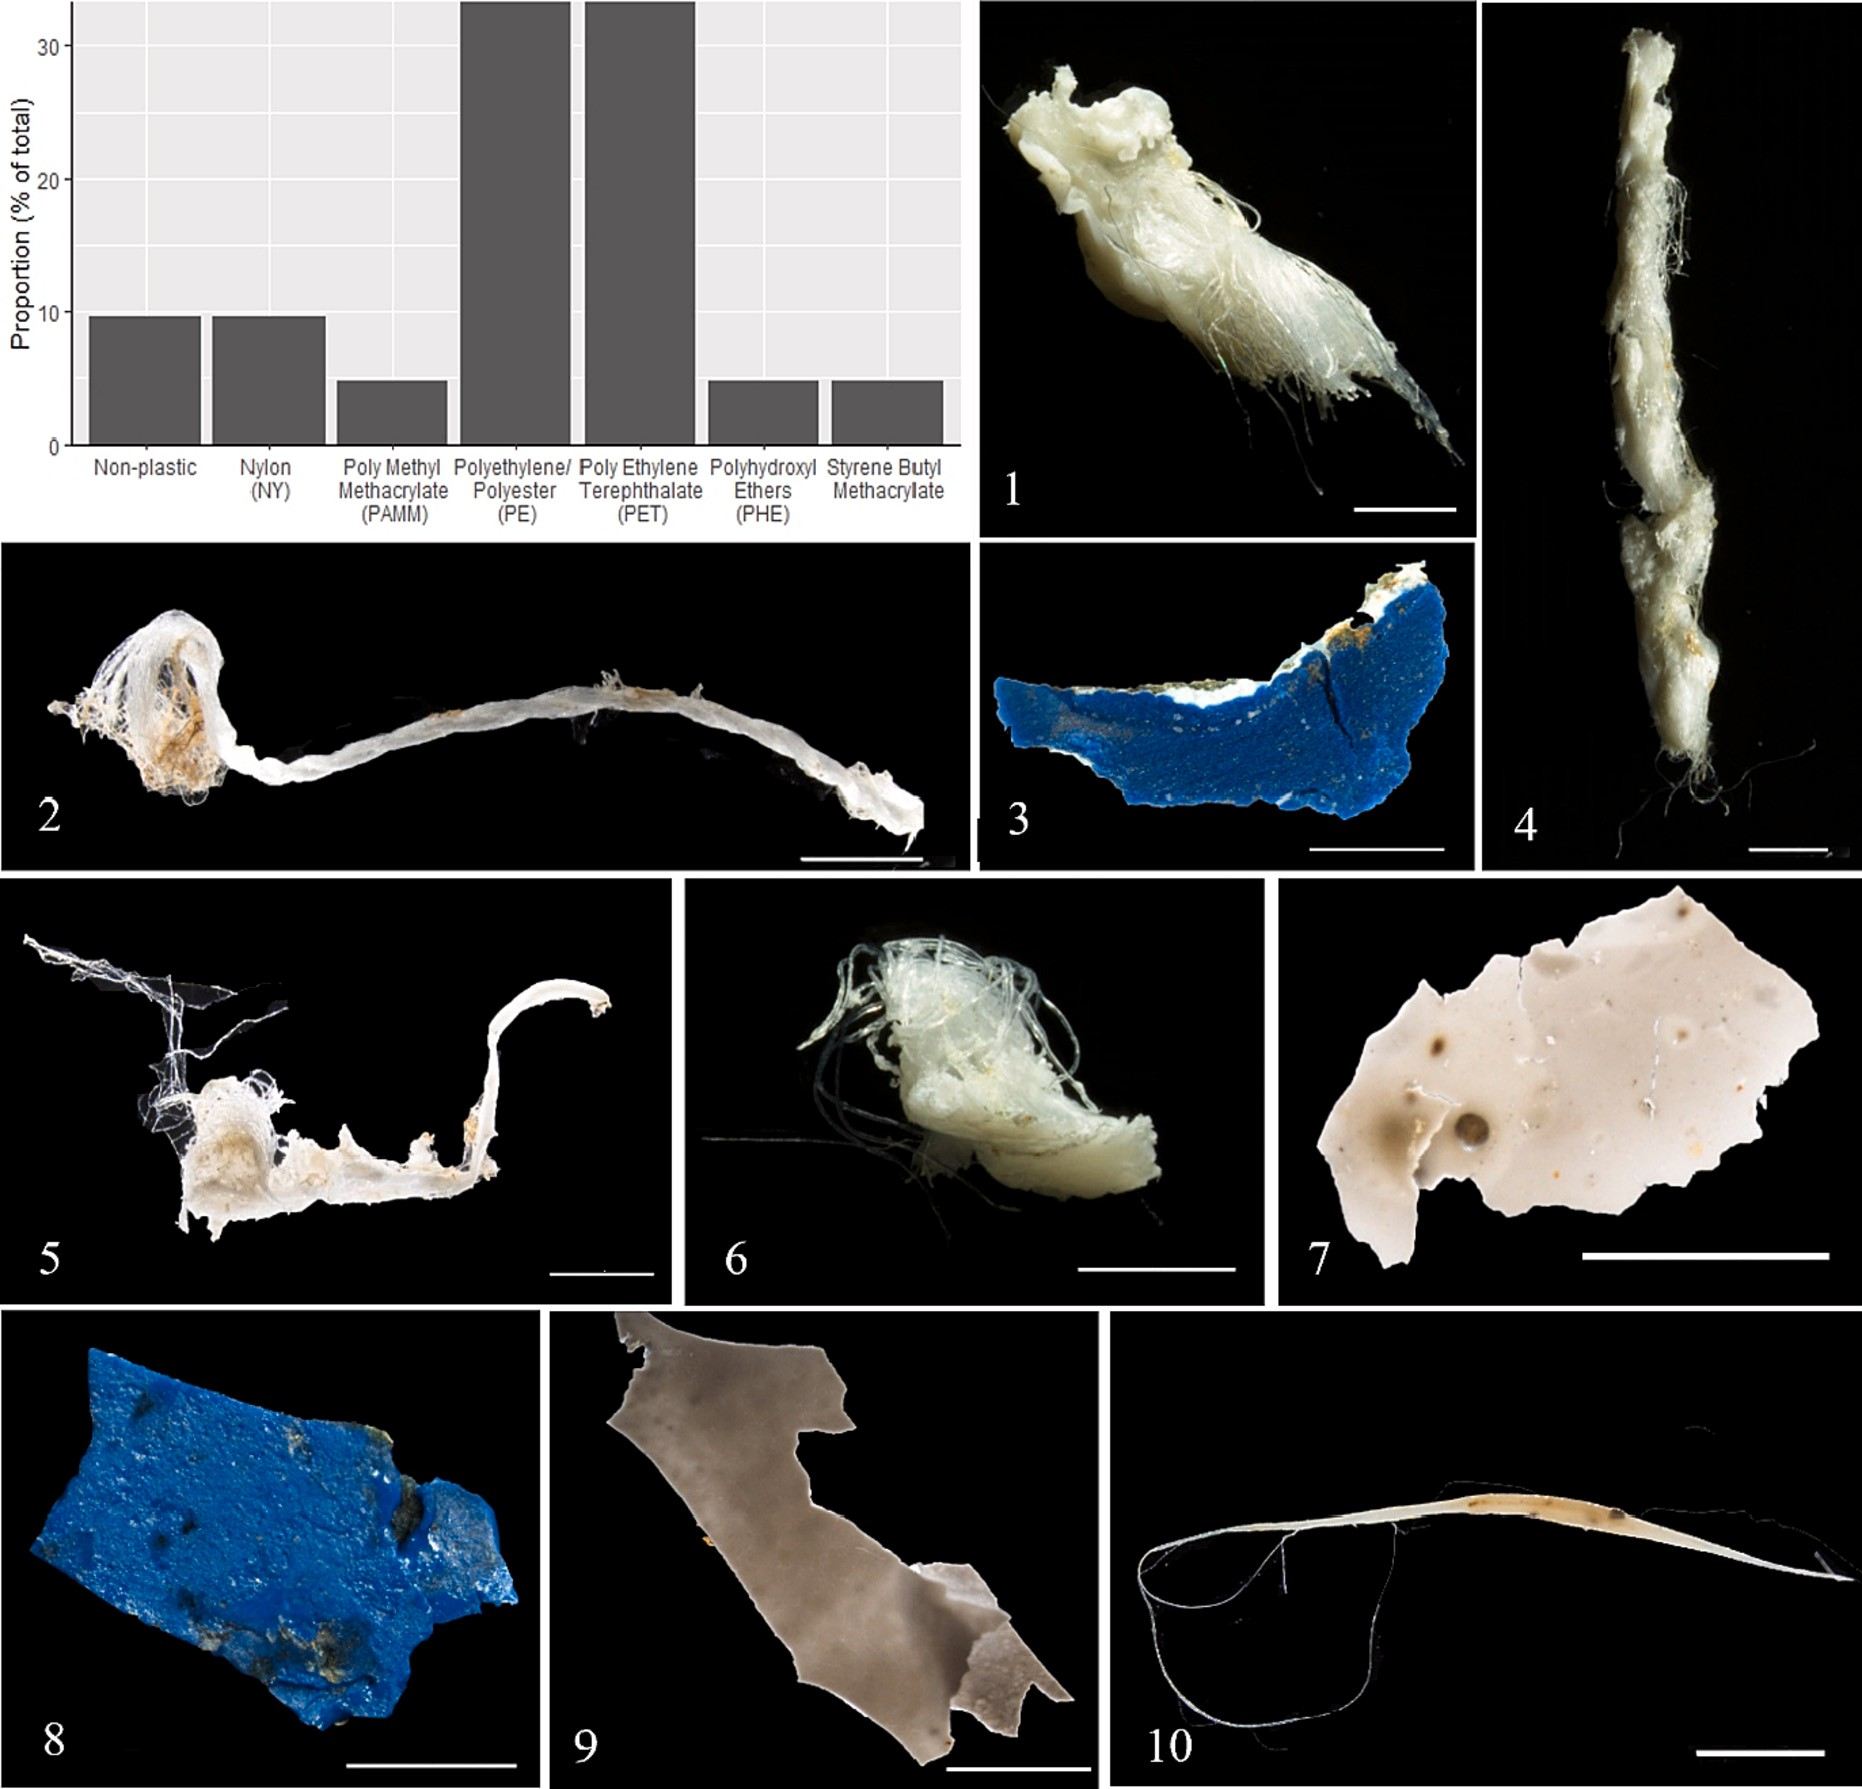 Proportion (% of total)
30
20
10
0
Non-plastic
Nylon
(NY)
Poly Methyl
Methacrylate
(PAMM)
Polyethylene/
Polyester
(PE)
Poly Ethylene
Terephthalate
(PET)
Polyhydroxyl
Ethers
(PHE)
Styrene Butyl
Methacrylate
1
4
2
3
5
6
7
8
9
10